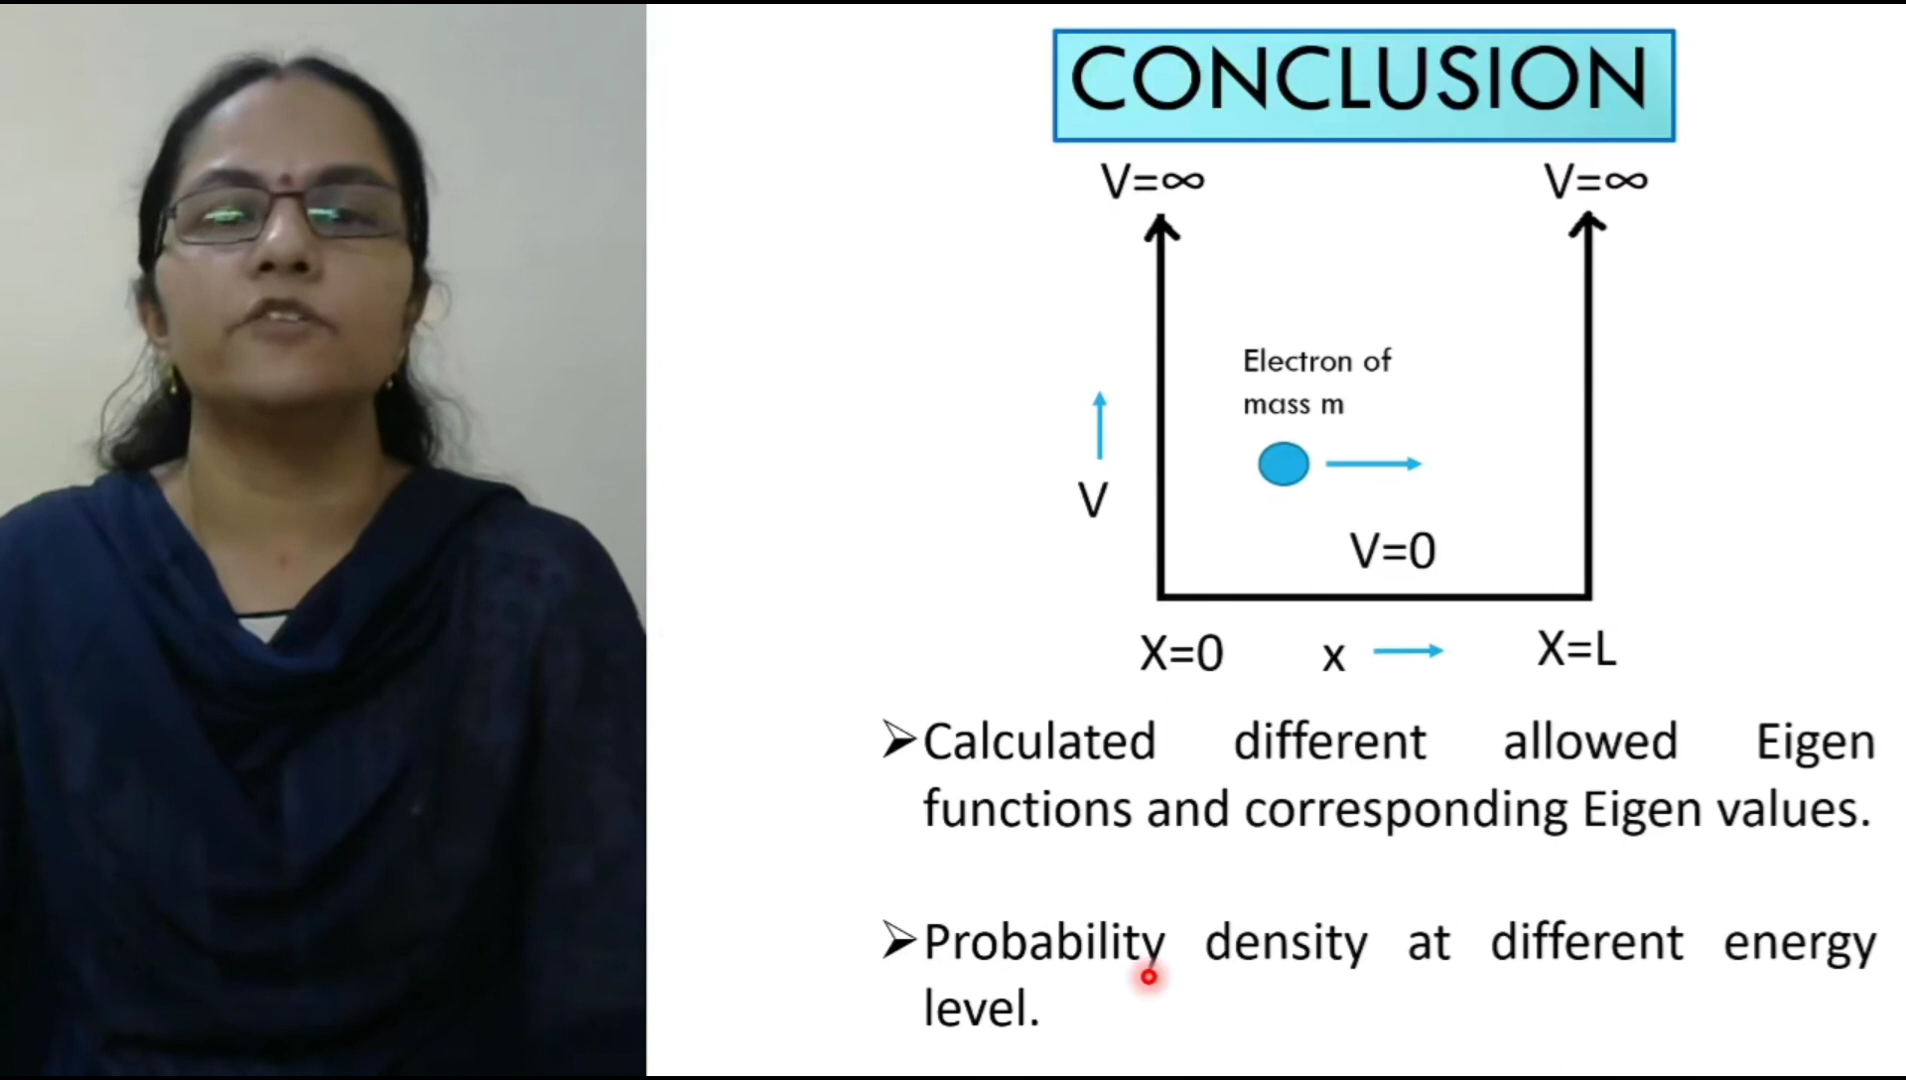 CONCLUSION
V=∞
V=∞
Electron of
mass m
V
V=0
X=0
x
X=L
Calculated different allowed Eigen
functions and corresponding Eigen values.
Probability density at different energy
level.